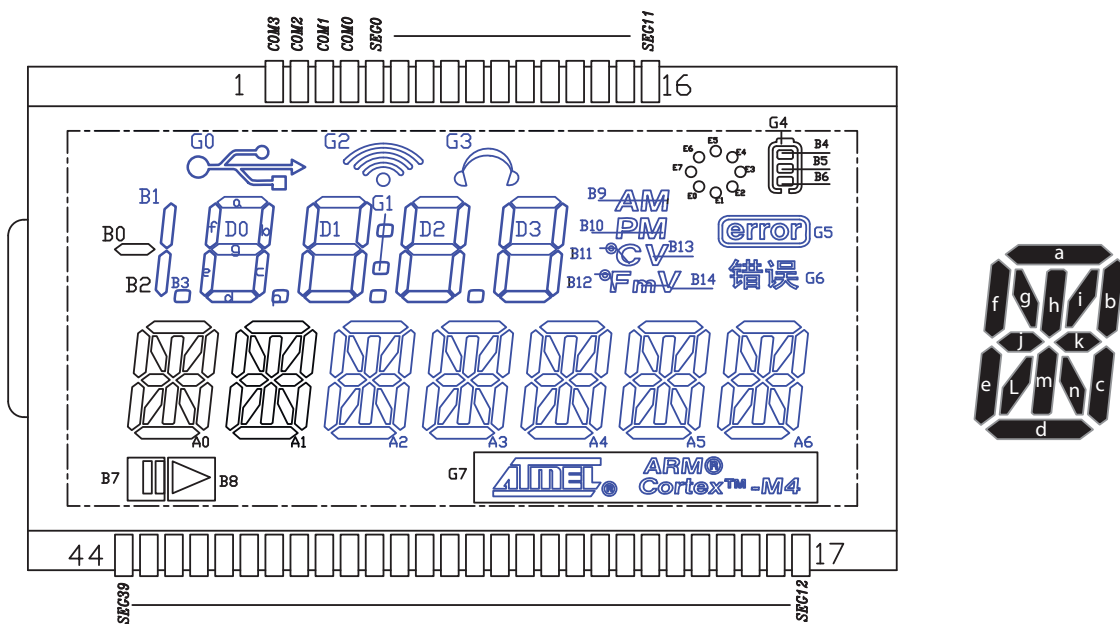 COM3 COM2 COM1 COM0 SEG0 SEG11
1 16
G0 G2 G3 G4
E5
E6 E4 B4
E7 E3 B5
E0 E2 B6
E1
B1 a G1 B9 AM
f D0 b D1 D2 D3 B10 PM error G5
B0 g B11 °C V B13
B2 B3 e c d p B12 °F mV B14 错误 G6
A0 A1 A2 A3 A4 A5 A6
B7 B8 G7 ATMEL ® ARM®
Cortex™-M4
44 17
SEG39 SEG12
a
f g h i b
j k
e L m n c
d